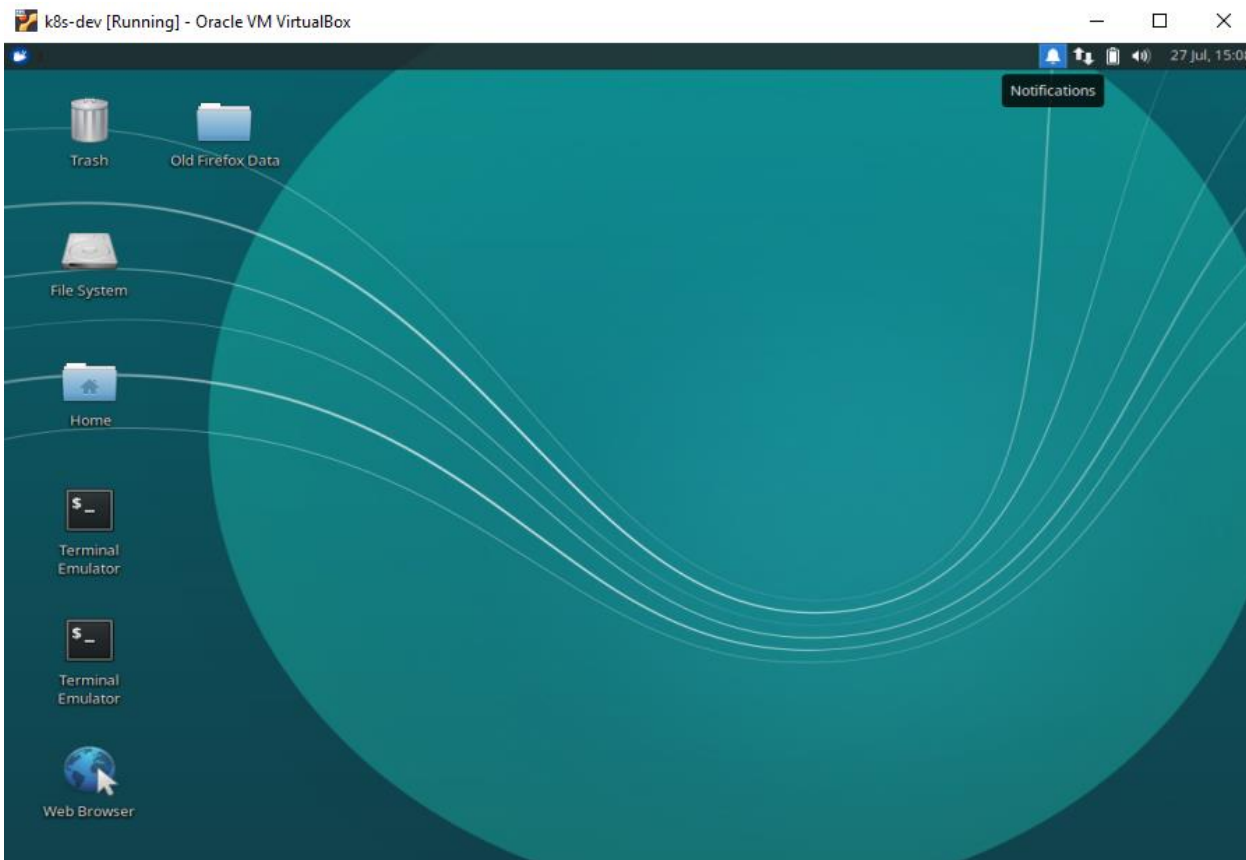 k8s-dev [Running] - Oracle VM VirtualBox
27 Jul, 15:08
Notifications
Trash
Old Firefox Data
File System
Home
$_
Terminal
Emulator
$_
Terminal
Emulator
Web Browser